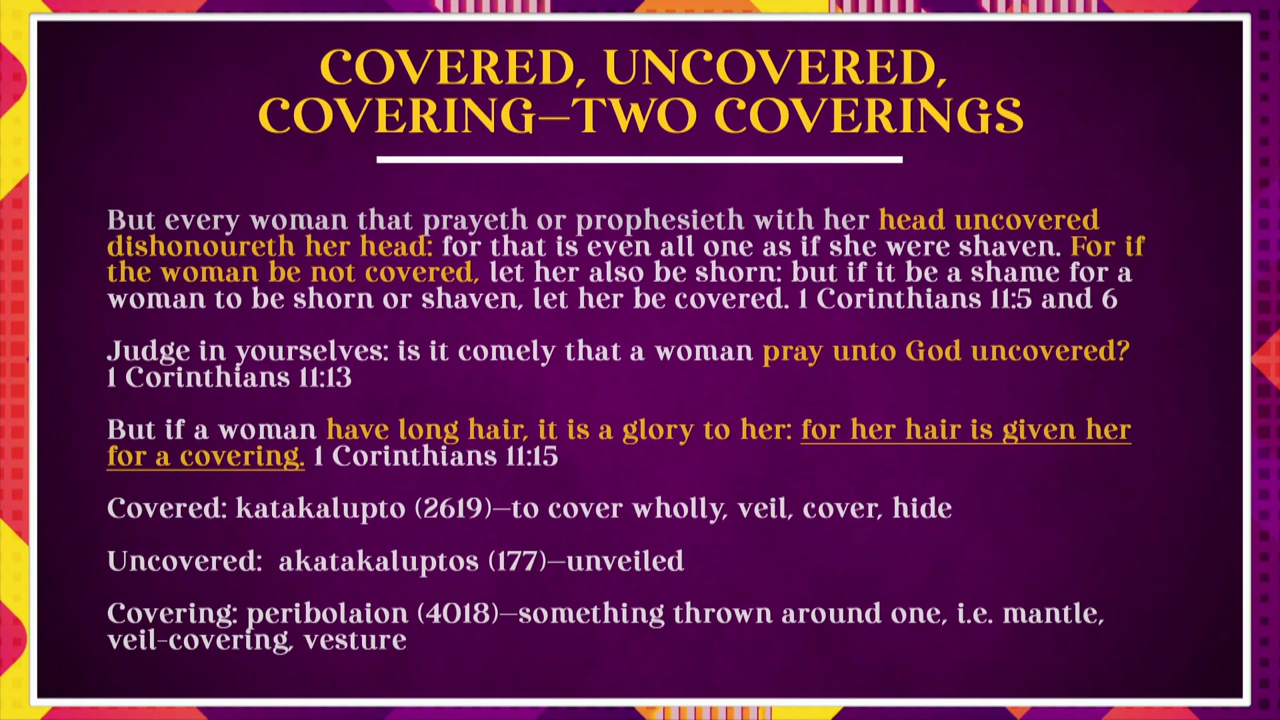 COVERED, UNCOVERED,
COVERING—TWO COVERINGS
But every woman that prayeth or prophesieth with her head uncovered
dishonoureth her head: for that is even all one as if she were shaven. For if
the woman be not covered, let her also be shorn: but if it be a shame for a
woman to be shorn or shaven, let her be covered. 1 Corinthians 11:5 and 6
Judge in yourselves: is it comely that a woman pray unto God uncovered?
1 Corinthians 11:13
But if a woman have long hair, it is a glory to her: for her hair is given her
for a covering. 1 Corinthians 11:15
Covered: katakalupto (2619)—to cover wholly, veil, cover, hide
Uncovered:  akatakaluptos (177)—unveiled
Covering: peribolaion (4018)—something thrown around one, i.e. mantle,
veil-covering, vesture